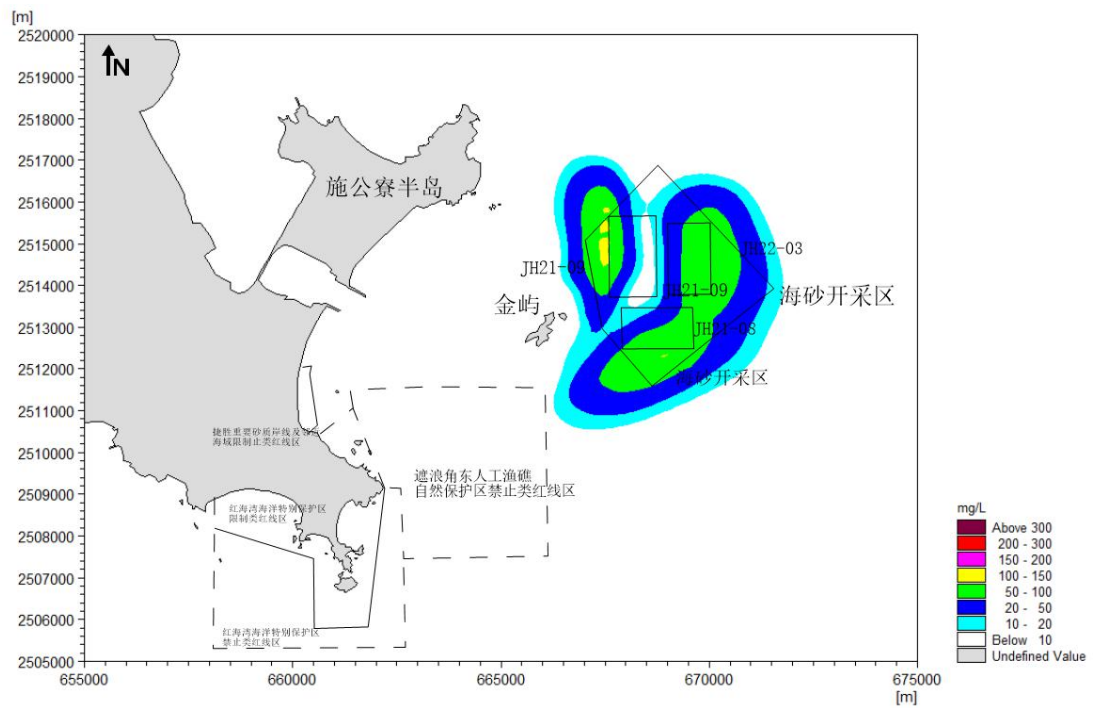 [m]
2520000
2519000
2518000
2517000
2516000
2515000
2514000
2513000
2512000
2511000
2510000
2509000
2508000
2507000
2506000
2505000
N
施公寮半岛
JH22-03
JH21-09
JH21-09
海砂开采区
金屿
JH21-08
海砂开采区
捷胜重要砂质岸线及邻近
海域限制止类红线区
遮浪角东人工渔礁
自然保护区禁止类红线区
红海湾海洋特别保护区
限制类红线区
红海湾海洋特别保护区
禁止类红线区
mg/L
Above 300
200 - 300
150 - 200
100 - 150
50 - 100
20 - 50
10 - 20
Below 10
Undefined Value
655000
660000
665000
670000
675000
[m]